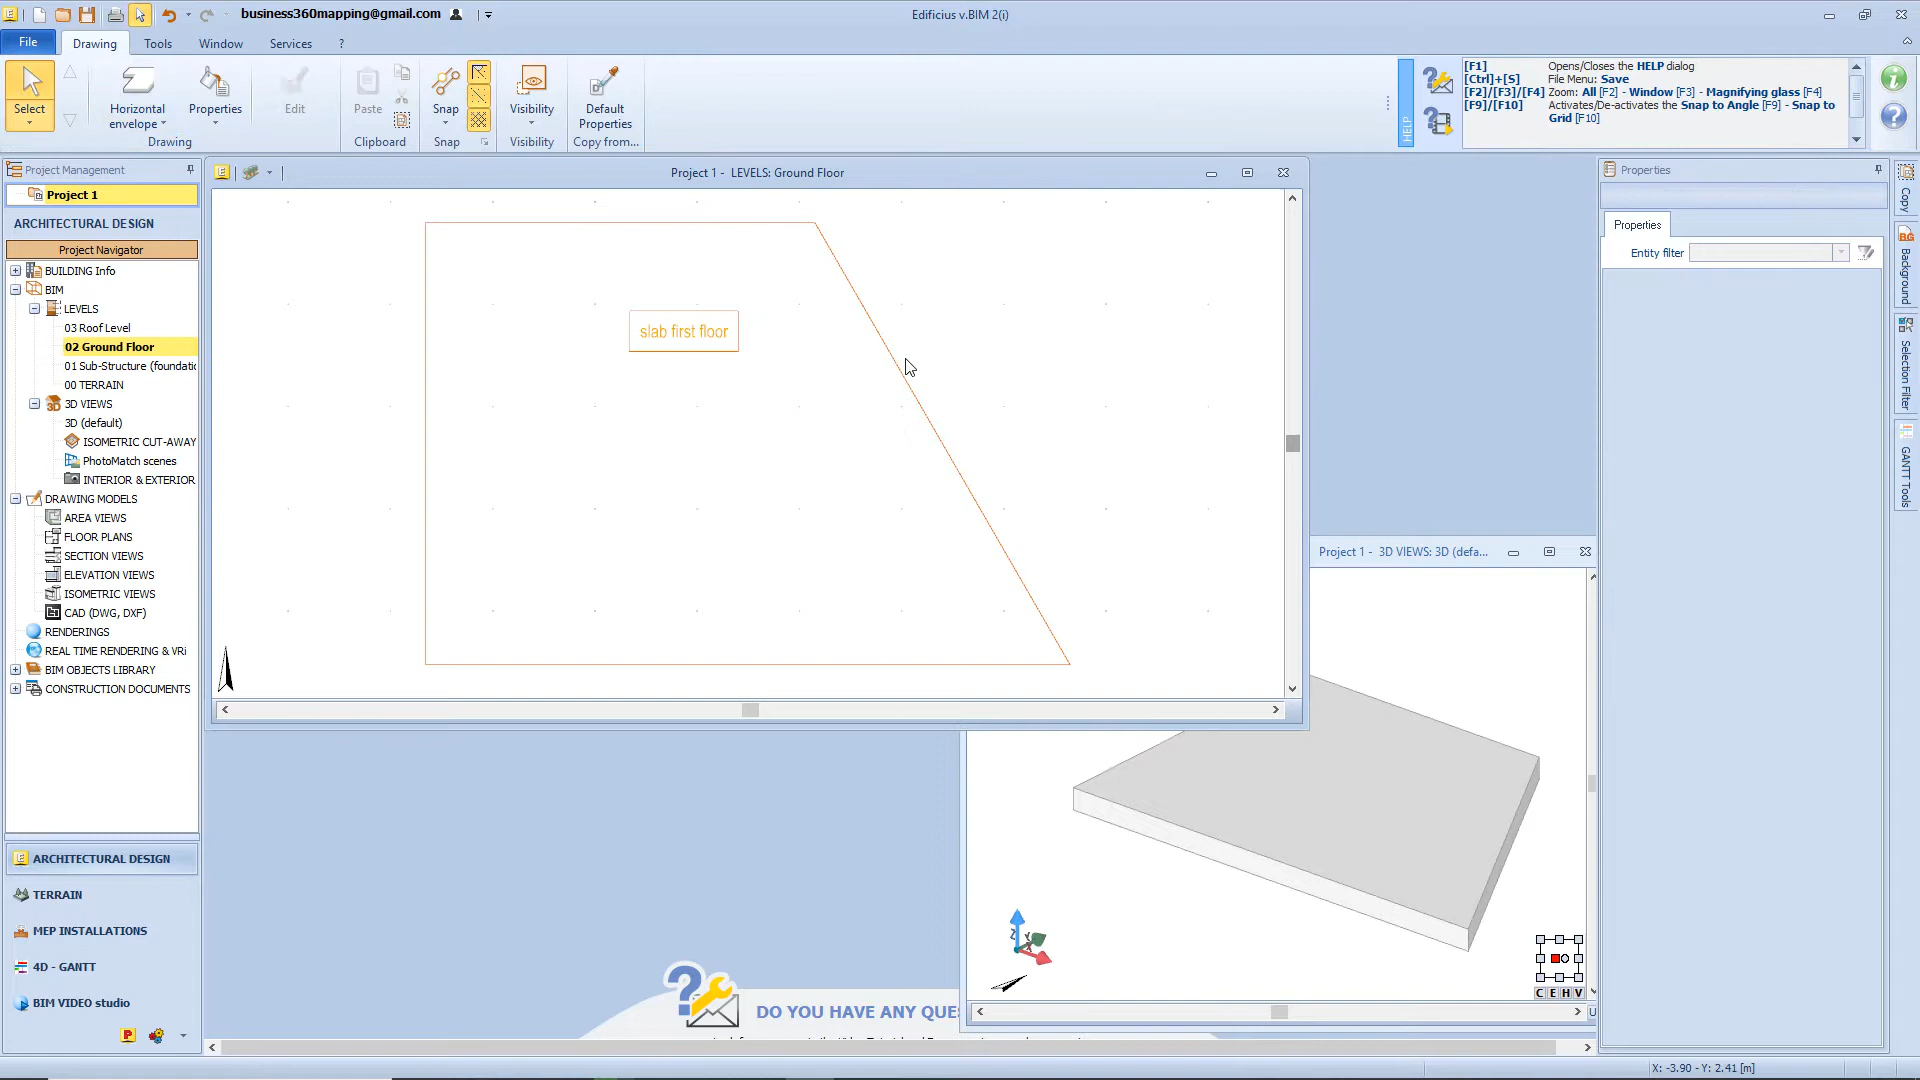 business360mapping@gmail.com
Edificius v.BIM 2(i)
File
Drawing
Tools
Window
Services
?
Select
Horizontal
envelope
Properties
Edit
Drawing
Paste
Clipboard
Snap
Snap
Visibility
Visibility
Default
Properties
Copy from...
HELP
[F1] Opens/Closes the HELP dialog
[Ctrl]+[S] File Menu: Save
[F2]/[F3]/[F4] Zoom: All [F2] - Window [F3] - Magnifying glass [F4]
[F9]/[F10] Activates/De-activates the Snap to Angle [F9] - Snap to
Grid [F10]
Project Management
Project 1
ARCHITECTURAL DESIGN
Project Navigator
BUILDING Info
BIM
LEVELS
03 Roof Level
02 Ground Floor
01 Sub-Structure (foundatio
00 TERRAIN
3D VIEWS
3D (default)
ISOMETRIC CUT-AWAY
PhotoMatch scenes
INTERIOR & EXTERIOR
DRAWING MODELS
AREA VIEWS
FLOOR PLANS
SECTION VIEWS
ELEVATION VIEWS
ISOMETRIC VIEWS
CAD (DWG, DXF)
RENDERINGS
REAL TIME RENDERING & VRi
BIM OBJECTS LIBRARY
CONSTRUCTION DOCUMENTS
ARCHITECTURAL DESIGN
TERRAIN
MEP INSTALLATIONS
4D - GANTT
BIM VIDEO studio
Project 1 - LEVELS: Ground Floor
slab first floor
Project 1 - 3D VIEWS: 3D (defa...
C E H V
DO YOU HAVE ANY QUE
Properties
Properties
Entity filter
Copy
Background
Selection Filter
GANTT Tools
X: -3.90 - Y: 2.41 [m]